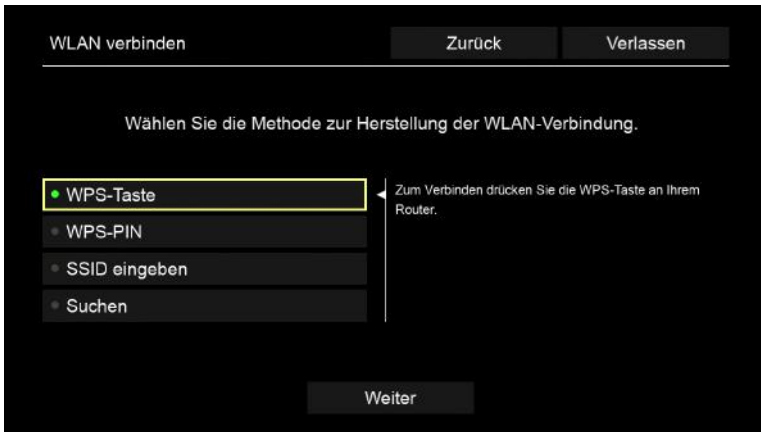 WLAN verbinden
Zurück
Verlassen
Wählen Sie die Methode zur Herstellung der WLAN-Verbindung.
WPS-Taste
WPS-PIN
SSID eingeben
Suchen
Zum Verbinden drücken Sie die WPS-Taste an Ihrem
Router.
Weiter